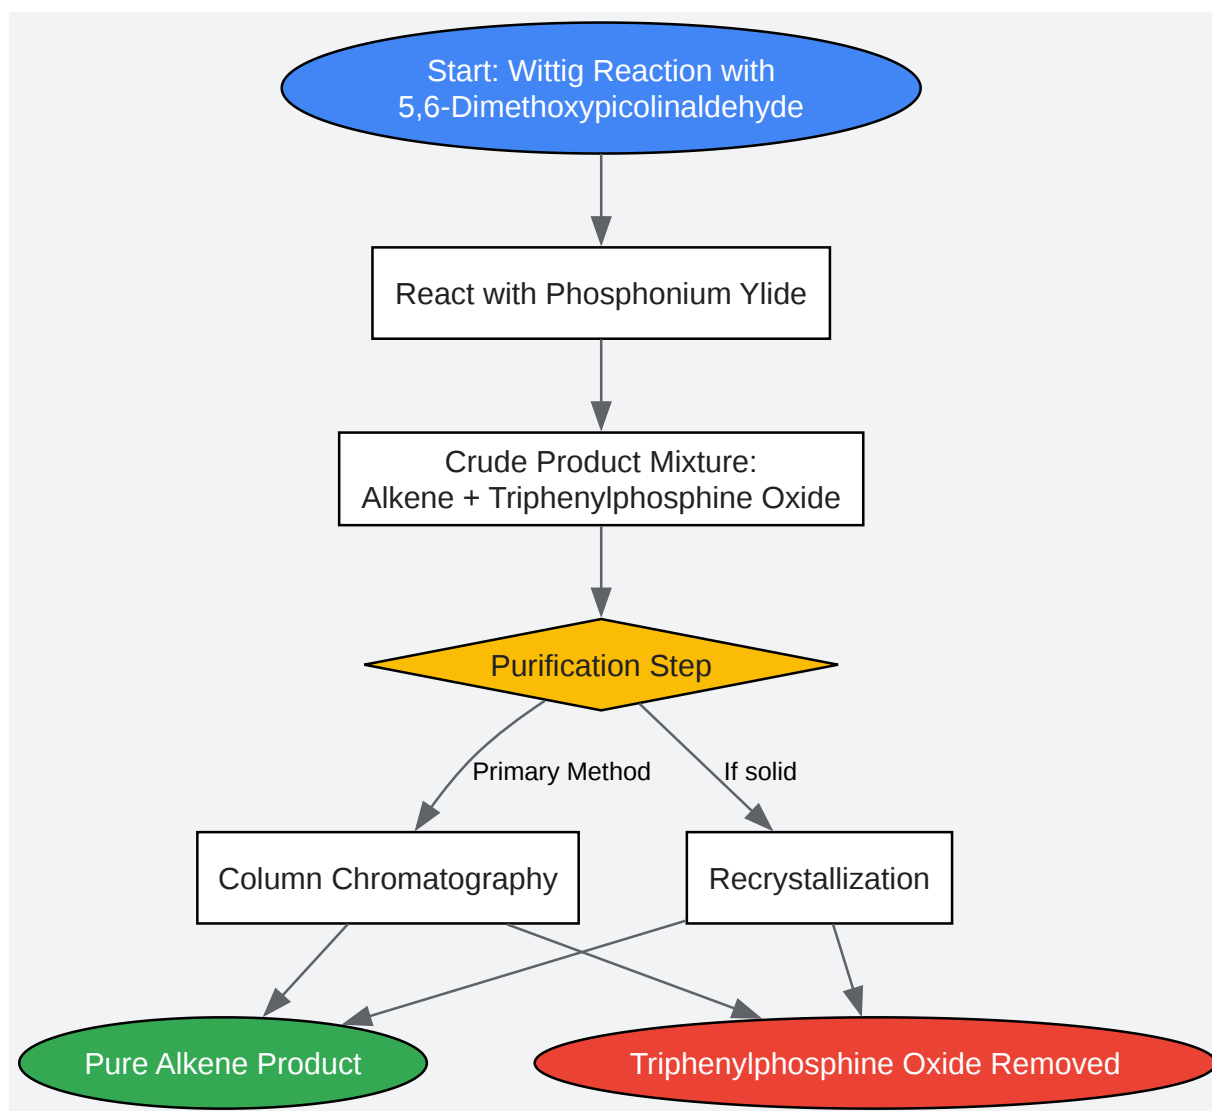 Start: Wittig Reaction with
5,6-Dimethoxypicolinaldehyde
React with Phosphonium Ylide
Crude Product Mixture:
Alkene + Triphenylphosphine Oxide
Purification Step
Primary Method
If solid
Column Chromatography
Recrystallization
Pure Alkene Product
Triphenylphosphine Oxide Removed